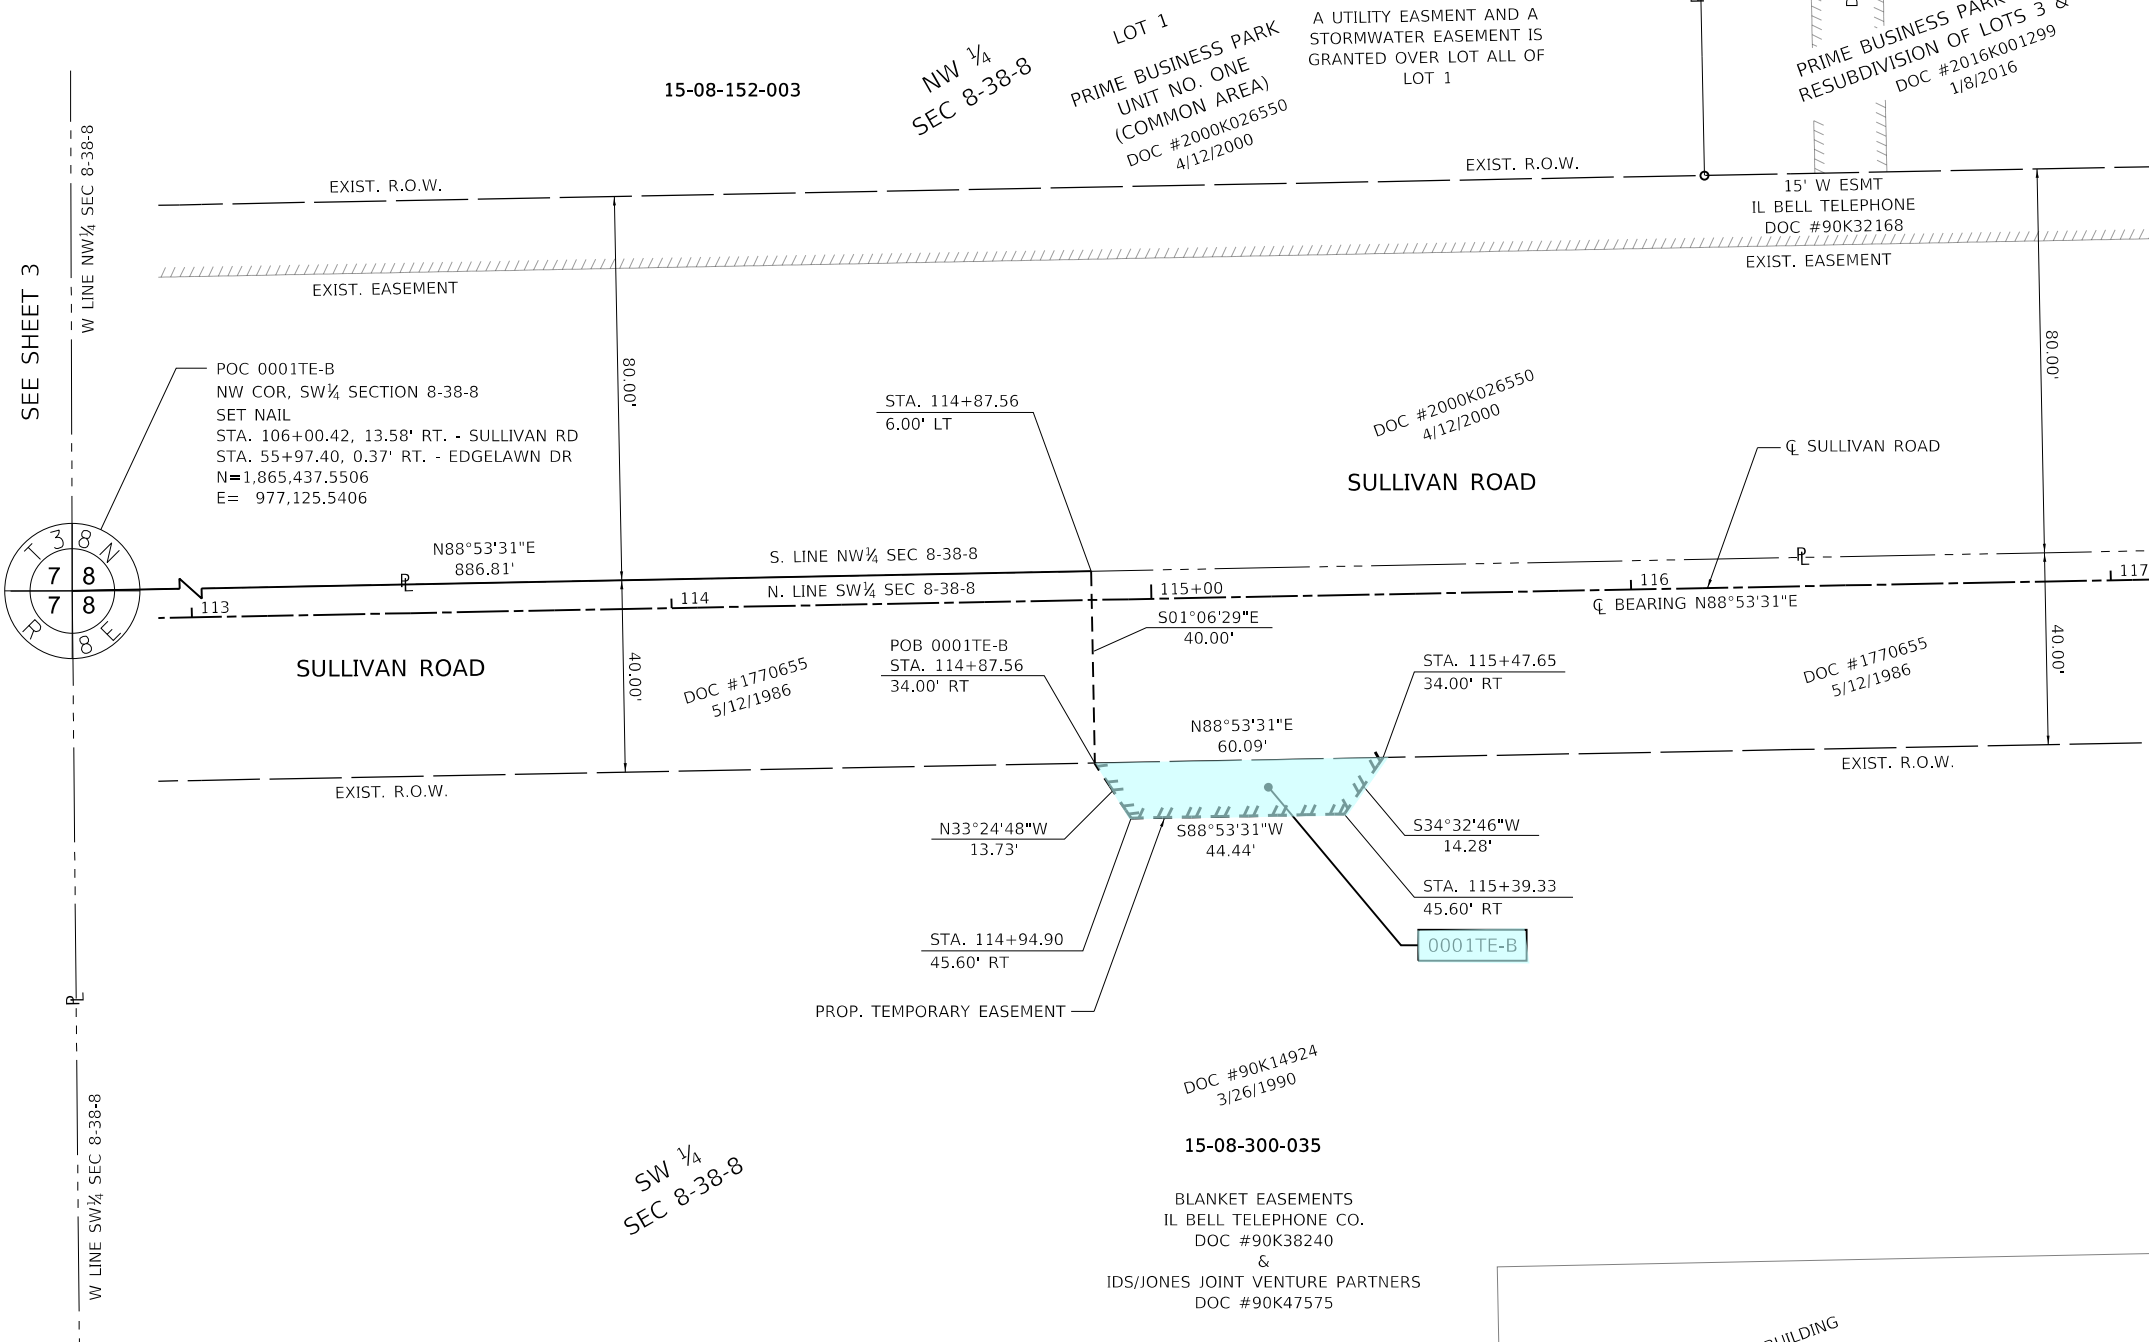 LOT 1
PRIME BUSINESS PARK
UNIT NO. ONE
(COMMON AREA)
DOC #2000K026550
4/12/2000
A UTILITY EASMENT AND A
STORMWATER EASEMENT IS
GRANTED OVER LOT ALL OF
LOT 1
PRIME BUSINESS PARK
RESUBDIVISION OF LOTS 3 &
DOC #2016K001299
1/8/2016
NW ¼
SEC 8-38-8
15-08-152-003
W LINE NW¼ SEC 8-38-8
SEE SHEET 3
EXIST. R.O.W.
EXIST. R.O.W.
15' W ESMT
IL BELL TELEPHONE
DOC #90K32168
EXIST. EASEMENT
EXIST. EASEMENT
80.00'
80.00'
POC 0001TE-B
NW COR, SW¼ SECTION 8-38-8
SET NAIL
STA. 106+00.42, 13.58' RT. - SULLIVAN RD
STA. 55+97.40, 0.37' RT. - EDGELAWN DR
N=1,865,437.5506
E= 977,125.5406
STA. 114+87.56
6.00' LT
DOC #2000K026550
4/12/2000
℄ SULLIVAN ROAD
SULLIVAN ROAD
T 38 N
7 8
7 8
R 8 E
N88°53'31"E
886.81'
PL
S. LINE NW¼ SEC 8-38-8
N. LINE SW¼ SEC 8-38-8
PL
113
114
115+00
116
117
℄ BEARING N88°53'31"E
S01°06'29"E
40.00'
SULLIVAN ROAD
40.00'
DOC #1770655
5/12/1986
POB 0001TE-B
STA. 114+87.56
34.00' RT
STA. 115+47.65
34.00' RT
DOC #1770655
5/12/1986
40.00'
N88°53'31"E
60.09'
EXIST. R.O.W.
EXIST. R.O.W.
N33°24'48"W
13.73'
S88°53'31"W
44.44'
S34°32'46"W
14.28'
STA. 115+39.33
45.60' RT
STA. 114+94.90
45.60' RT
0001TE-B
PROP. TEMPORARY EASEMENT
PL
DOC #90K14924
3/26/1990
15-08-300-035
SW ¼
SEC 8-38-8
W LINE SW¼ SEC 8-38-8
BLANKET EASEMENTS
IL BELL TELEPHONE CO.
DOC #90K38240
&
IDS/JONES JOINT VENTURE PARTNERS
DOC #90K47575